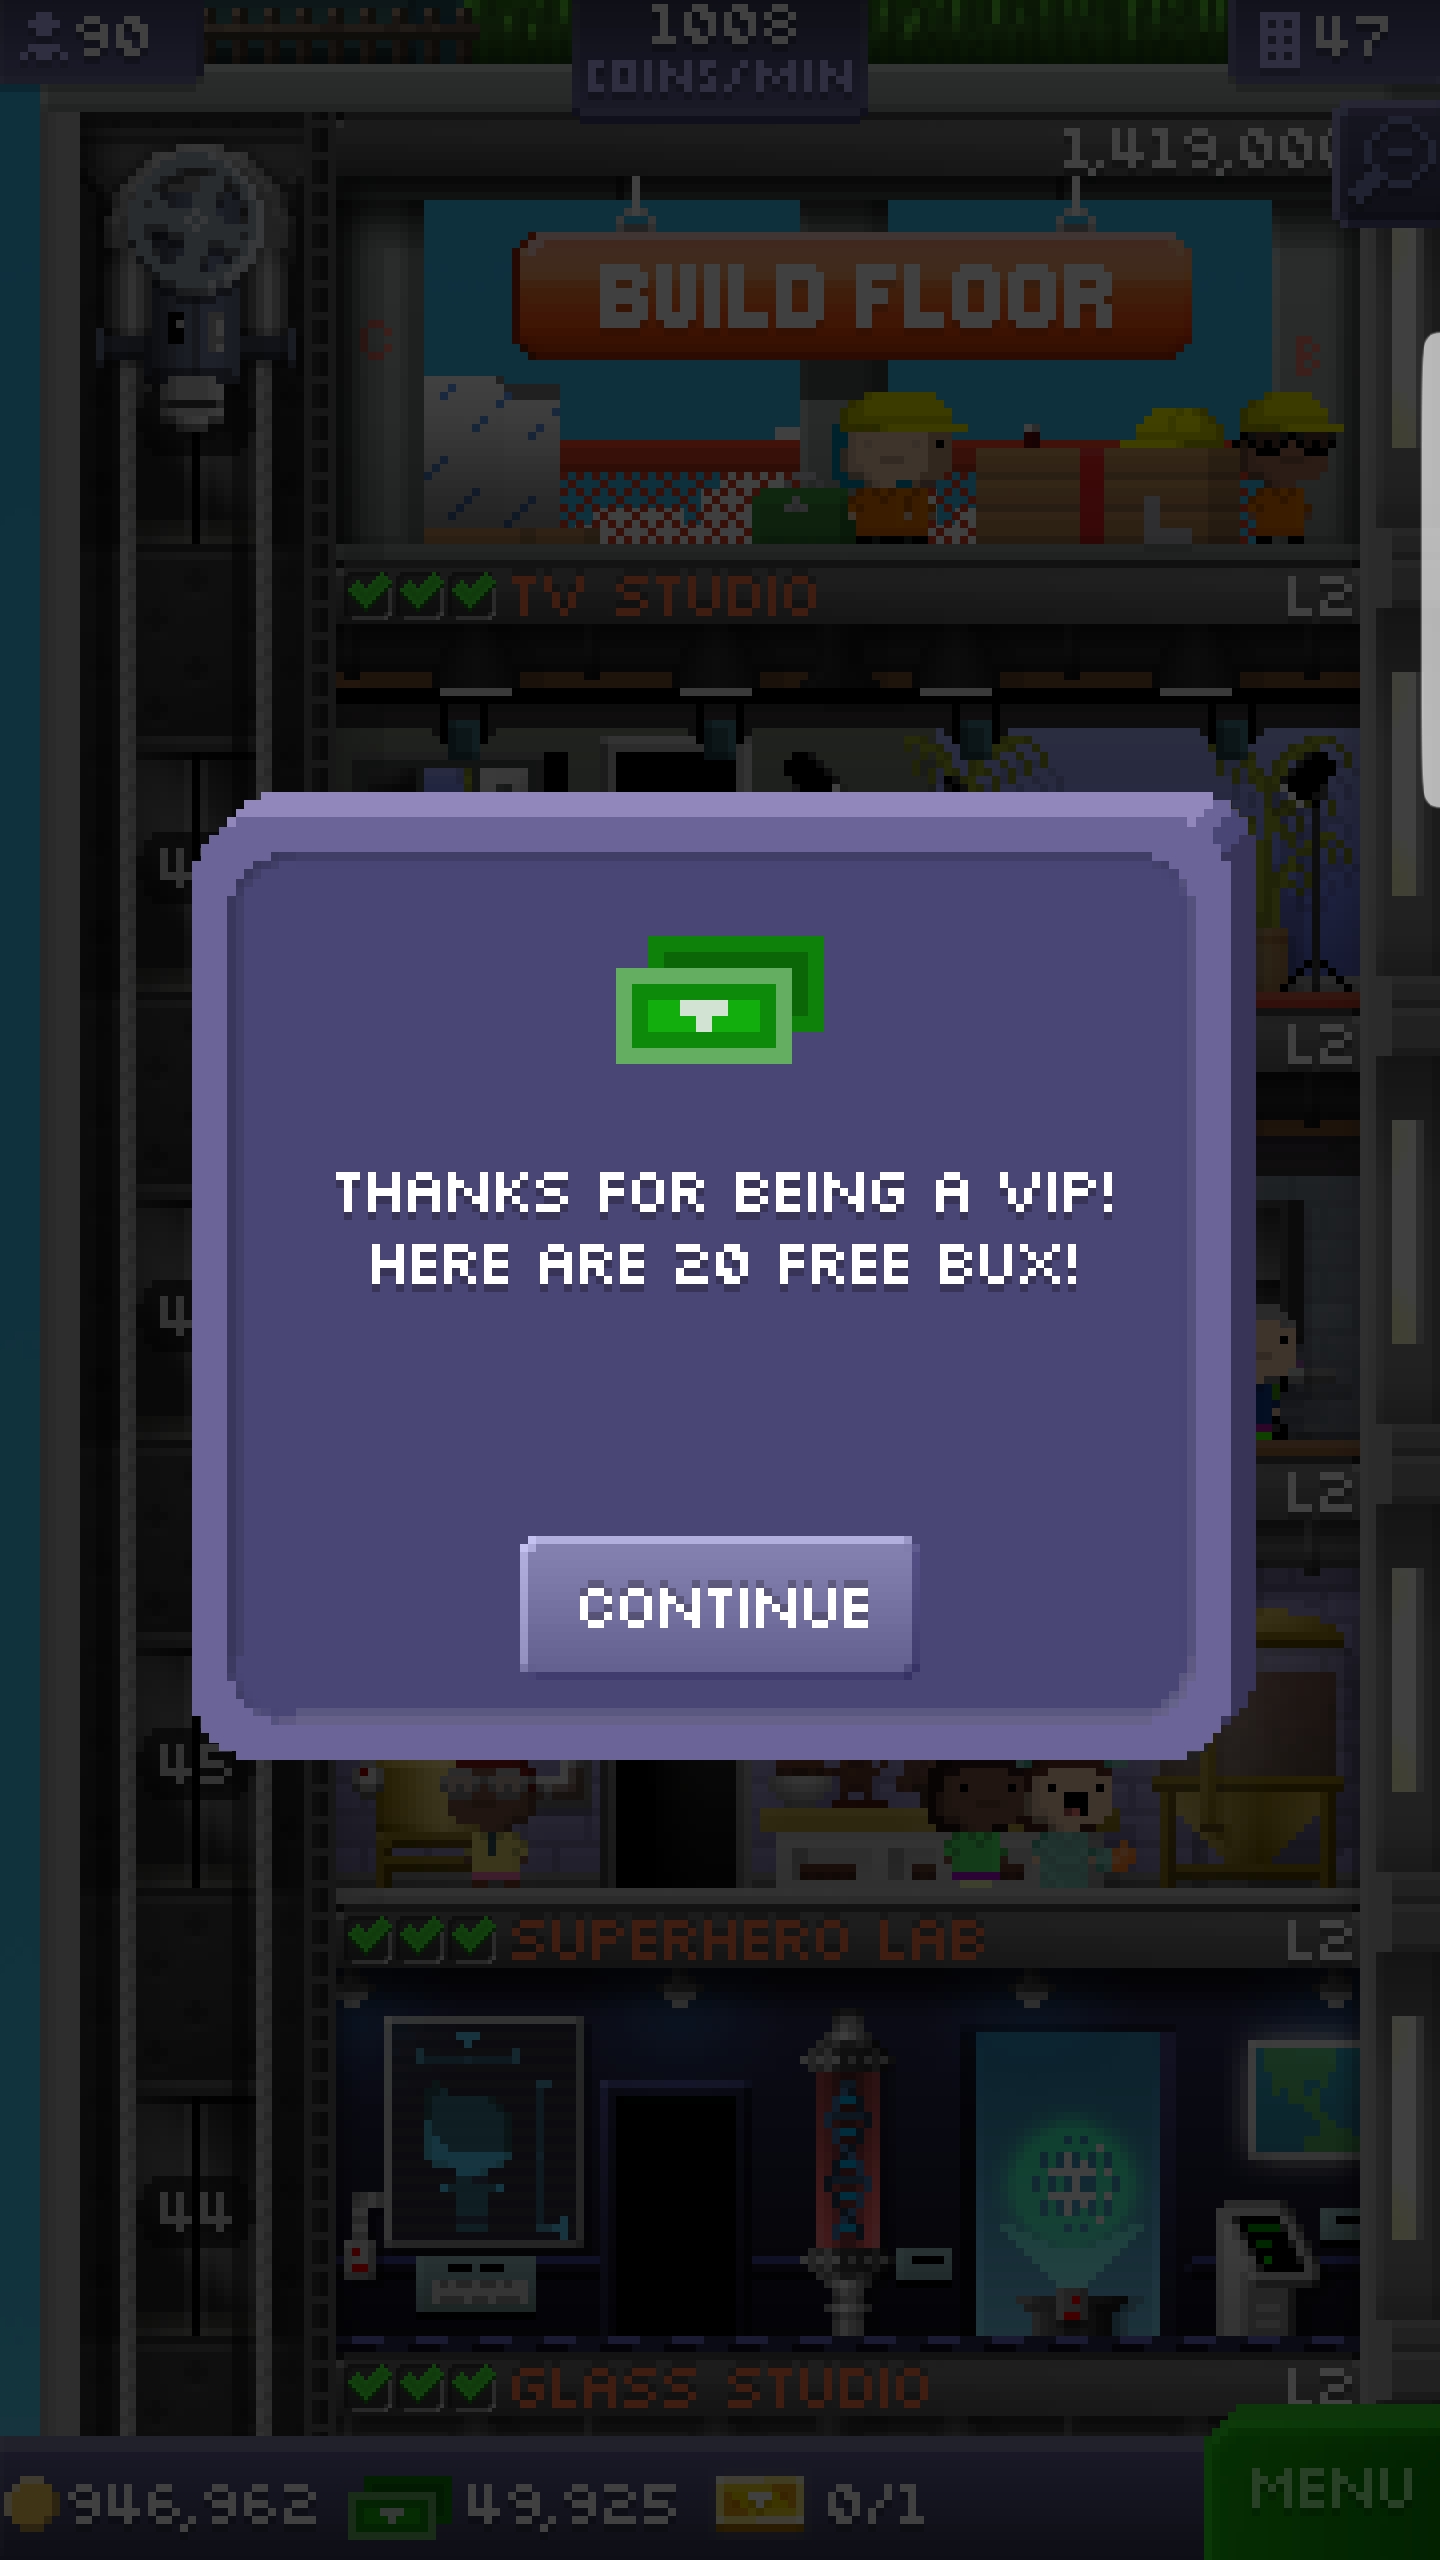 90
1008
COINS/MIN
47
1,419,000
BUILD FLOOR
C
B
TV STUDIO
L2
L2
THANKS FOR BEING A VIP!
HERE ARE 20 FREE BUX!
L2
CONTINUE
45
SUPERHERO LAB
L2
44
GLASS STUDIO
L2
946,962
49,925
0/1
MENU